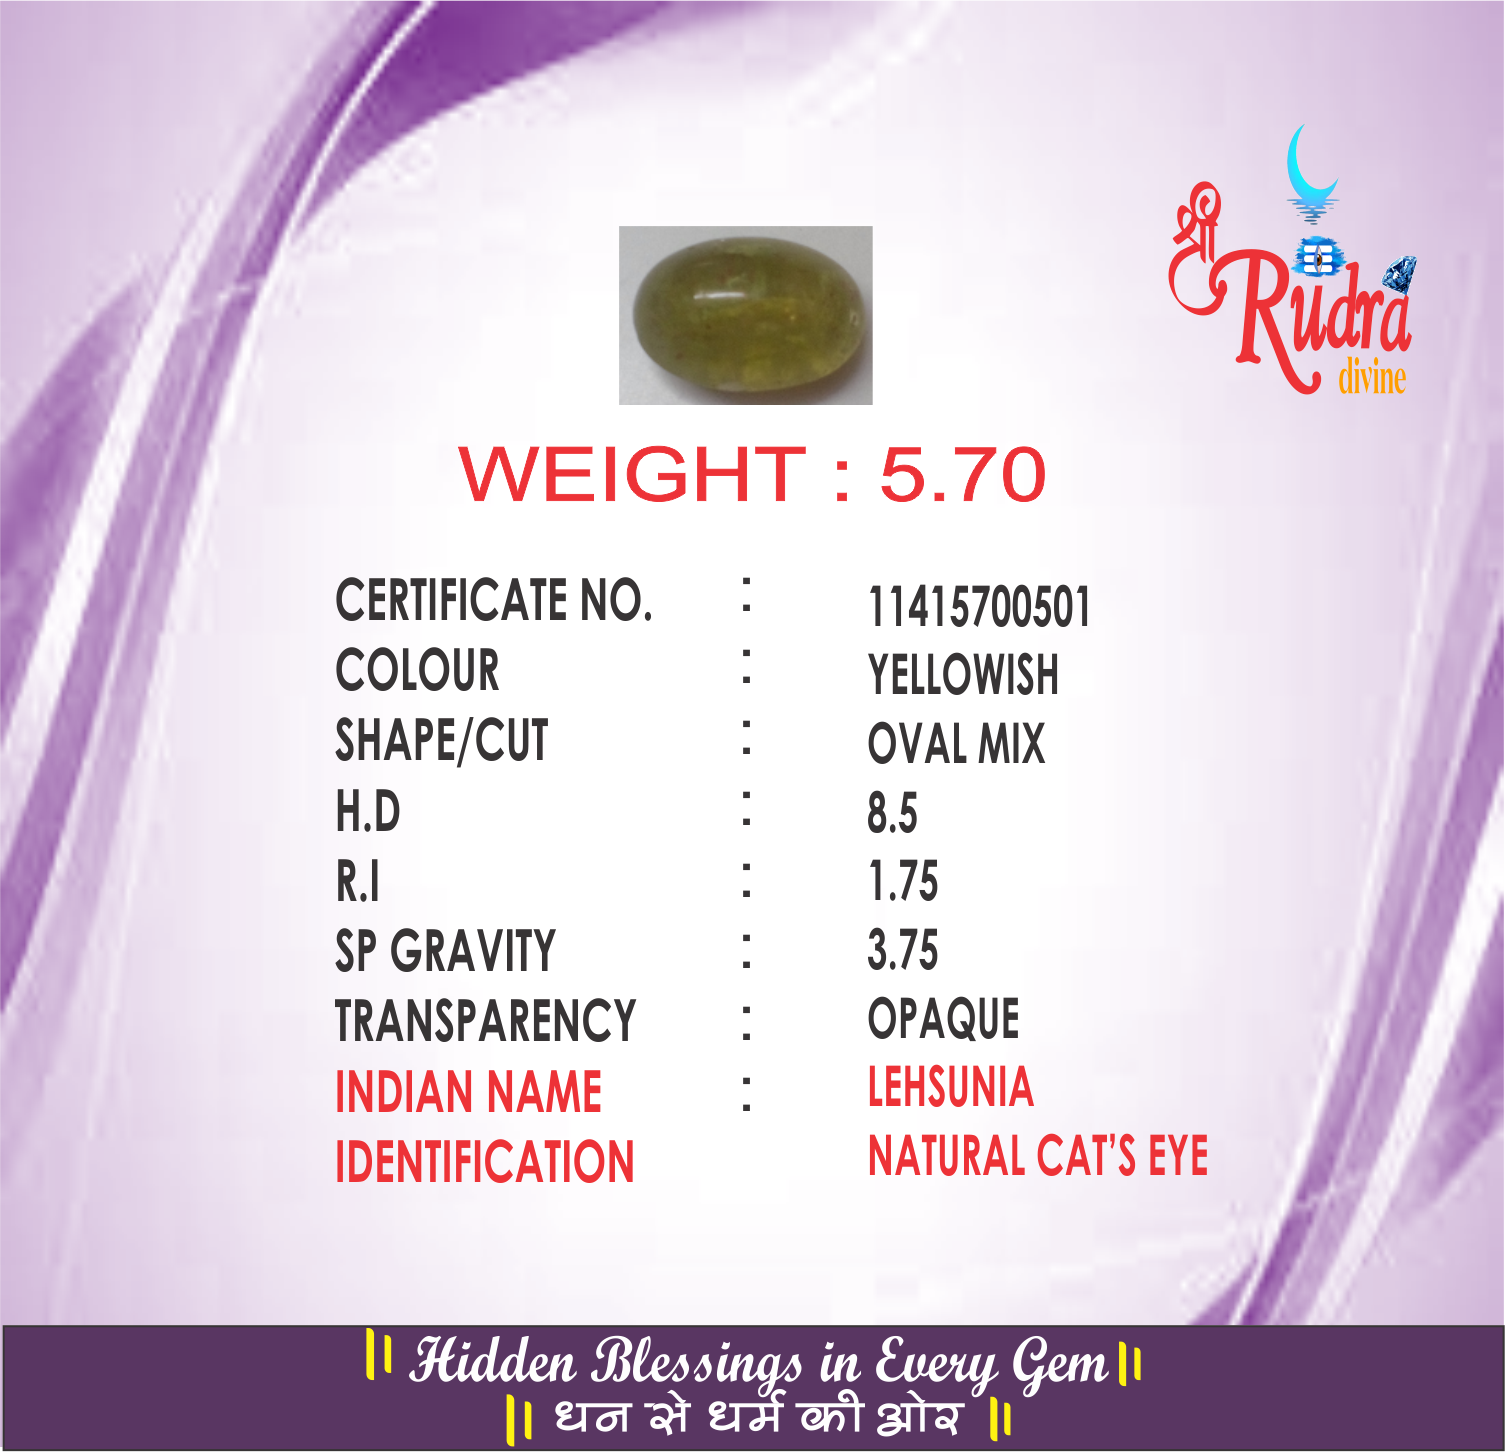 श्री
Rudra
divine
WEIGHT : 5.70
CERTIFICATE NO. : 11415700501
COLOUR : YELLOWISH
SHAPE/CUT : OVAL MIX
H.D : 8.5
R.I : 1.75
SP GRAVITY : 3.75
TRANSPARENCY : OPAQUE
INDIAN NAME : LEHSUNIA
IDENTIFICATION NATURAL CAT'S EYE
|| Hidden Blessings in Every Gem ||
|| धन से धर्म की ओर ||